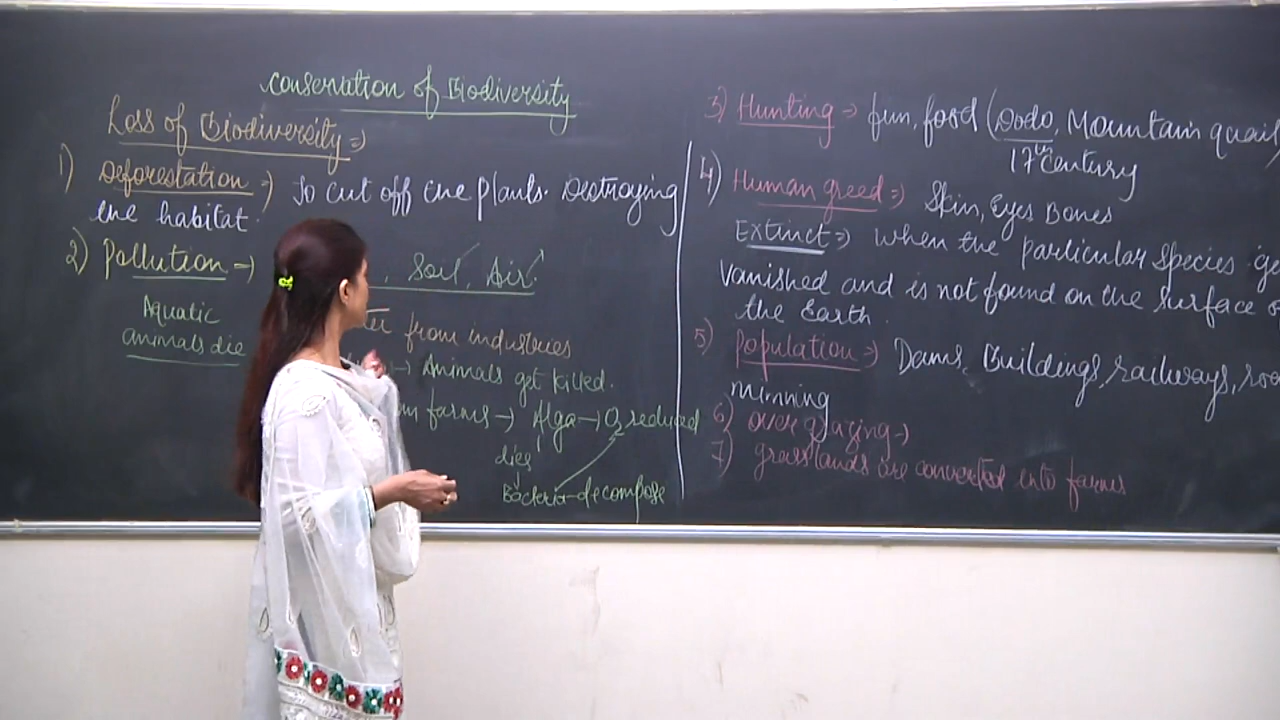 Conservation of Biodiversity
Loss of Biodiversity ⇒
1) Deforestation ⇒) To cut off the plants. Destroying
the habitat.
2) Pollution ⇒) , Soil, Air.
Aquatic
animals die
from industries
→ Animals get killed.
farms → Alga → O2 reduced
dies
Bacteria - decompose
3) Hunting ⇒ fun, food (Dodo, Mountain quail)
17th century
4) Human greed ⇒) Skin, Eyes Bones
Extinct ⇒) when the particular species
vanished and is not found on the surface
the Earth.
5) Population ⇒) Dams, Buildings, railways,
Minning
6) over grazing →)
7) grasslands are converted into farms